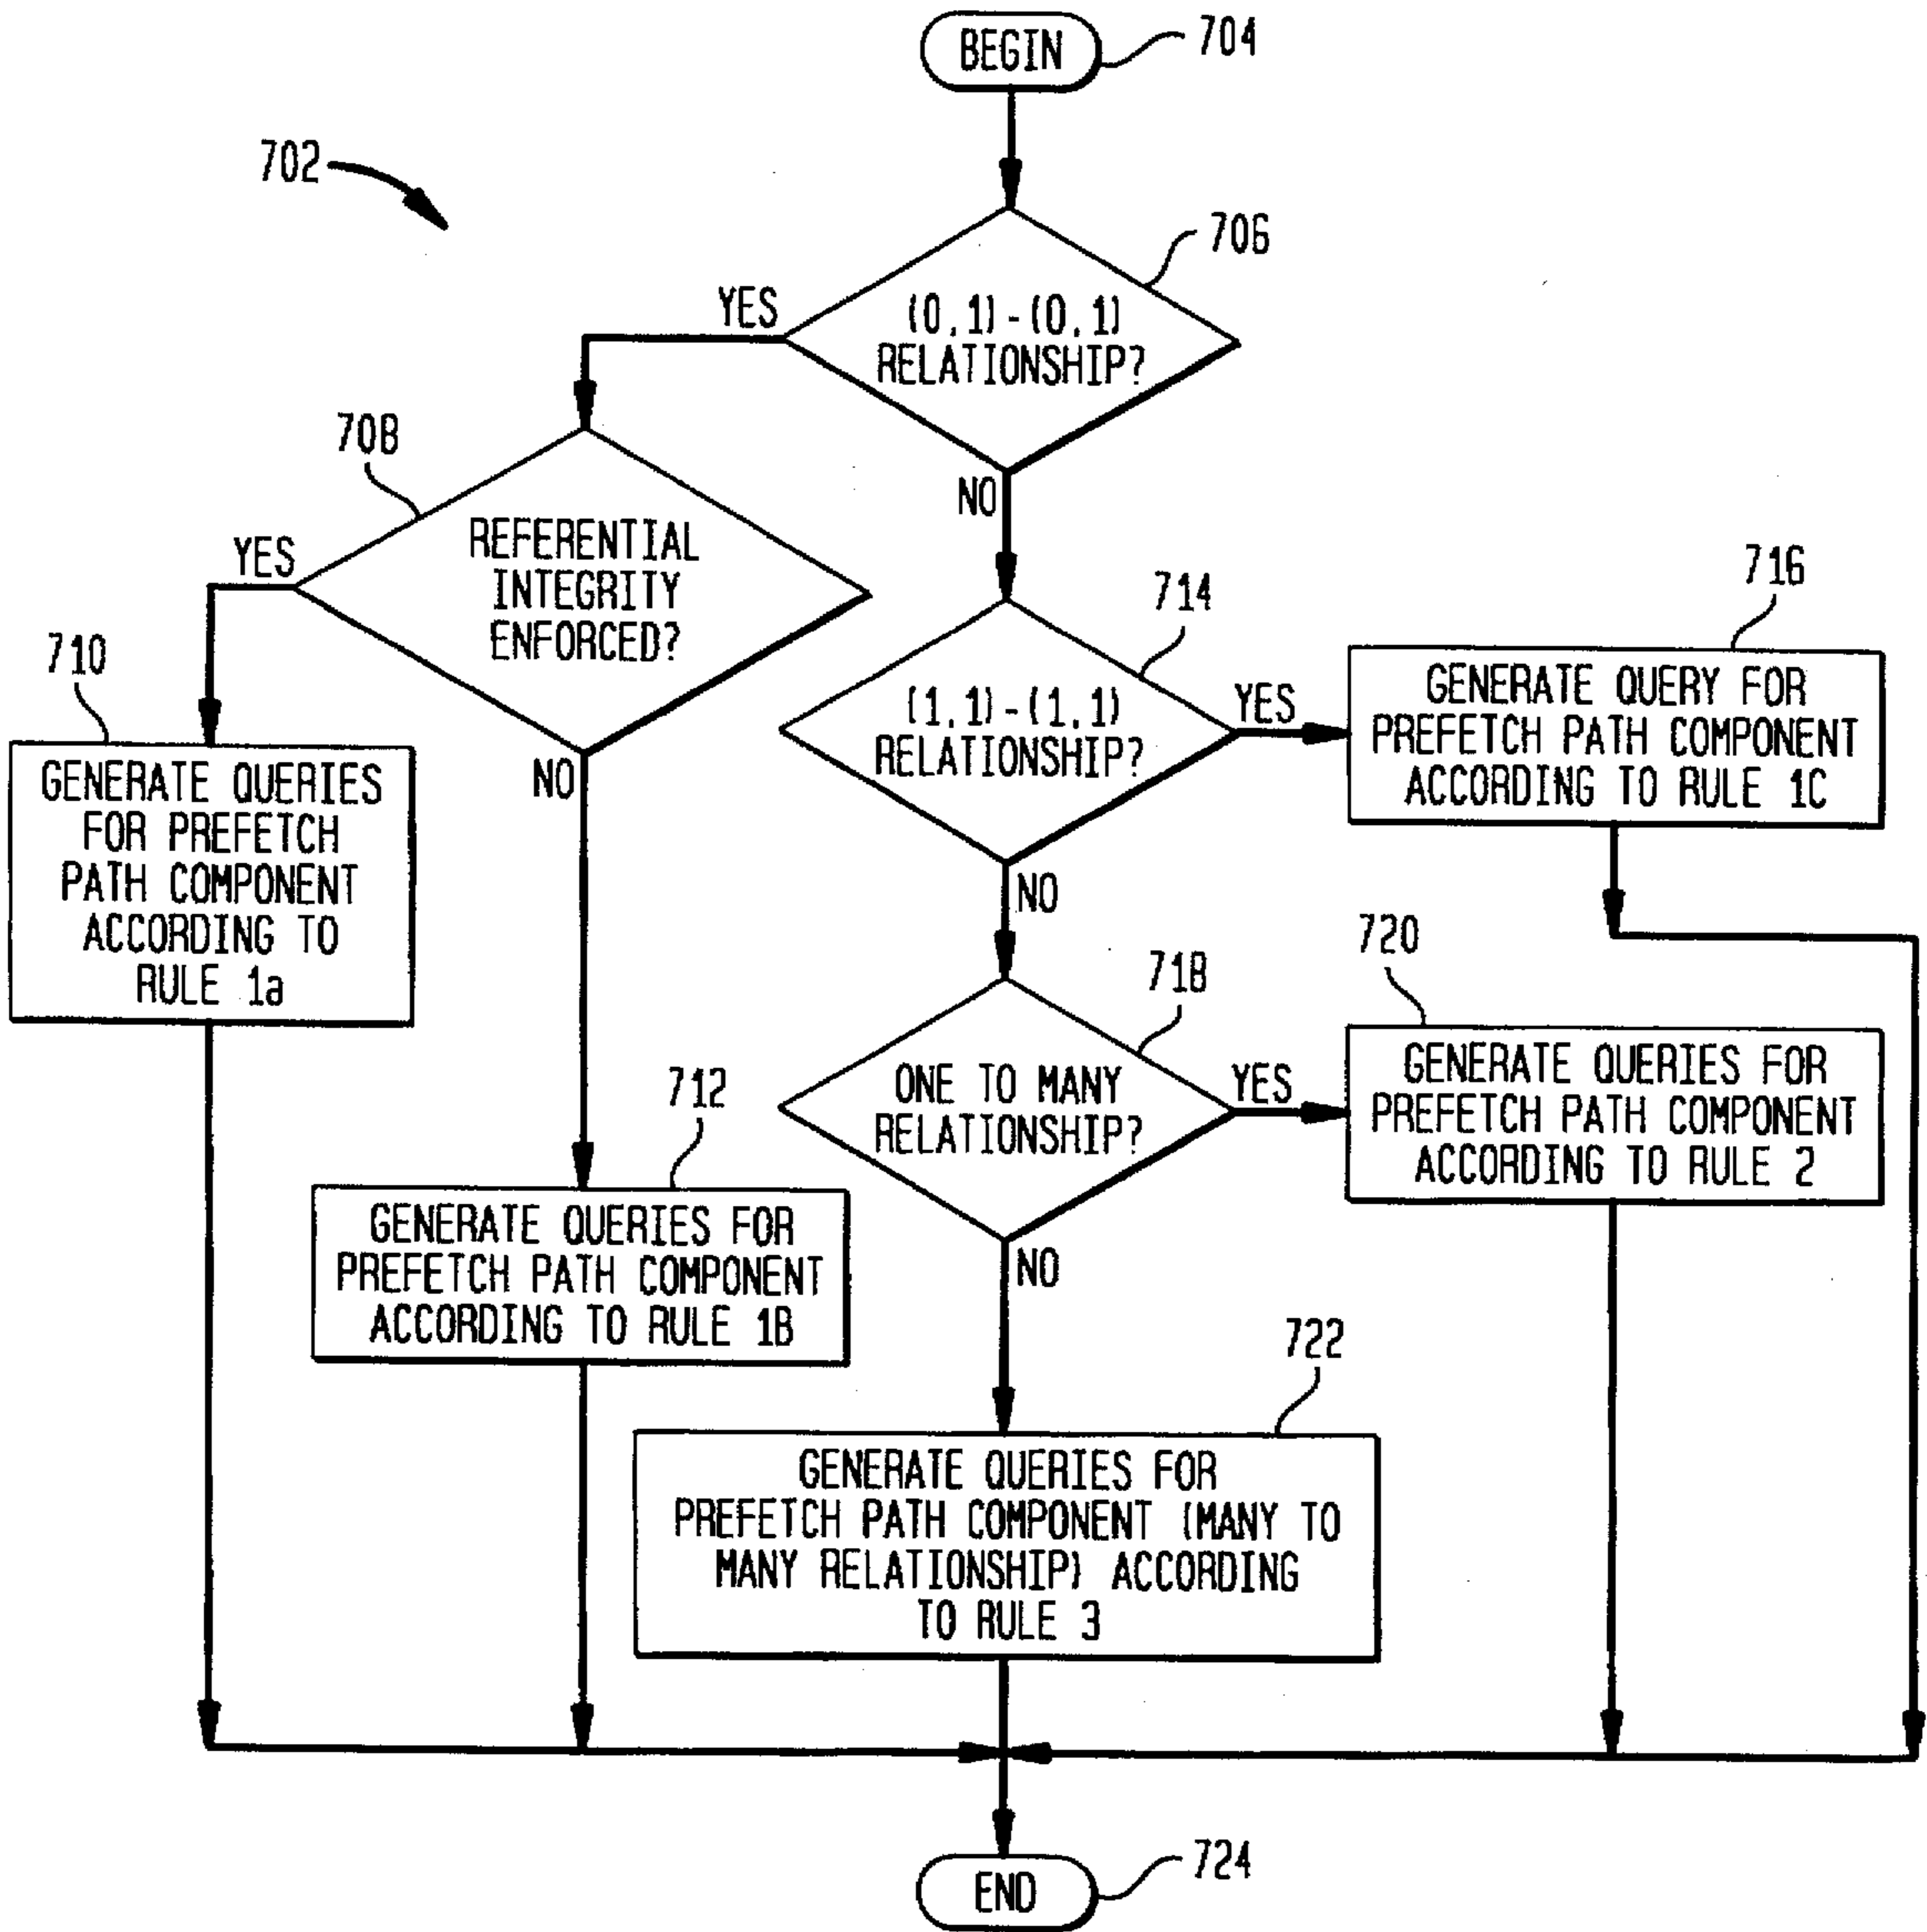 BEGIN
704
702
706
(0,1)-(0,1)
RELATIONSHIP?
YES
NO
708
REFERENTIAL
INTEGRITY
ENFORCED?
YES
NO
710
GENERATE QUERIES
FOR PREFETCH
PATH COMPONENT
ACCORDING TO
RULE 1a
712
GENERATE QUERIES FOR
PREFETCH PATH COMPONENT
ACCORDING TO RULE 1B
714
(1,1)-(1,1)
RELATIONSHIP?
YES
NO
716
GENERATE QUERY FOR
PREFETCH PATH COMPONENT
ACCORDING TO RULE 1C
718
ONE TO MANY
RELATIONSHIP?
YES
NO
720
GENERATE QUERIES FOR
PREFETCH PATH COMPONENT
ACCORDING TO RULE 2
722
GENERATE QUERIES FOR
PREFETCH PATH COMPONENT (MANY TO
MANY RELATIONSHIP) ACCORDING
TO RULE 3
END
724